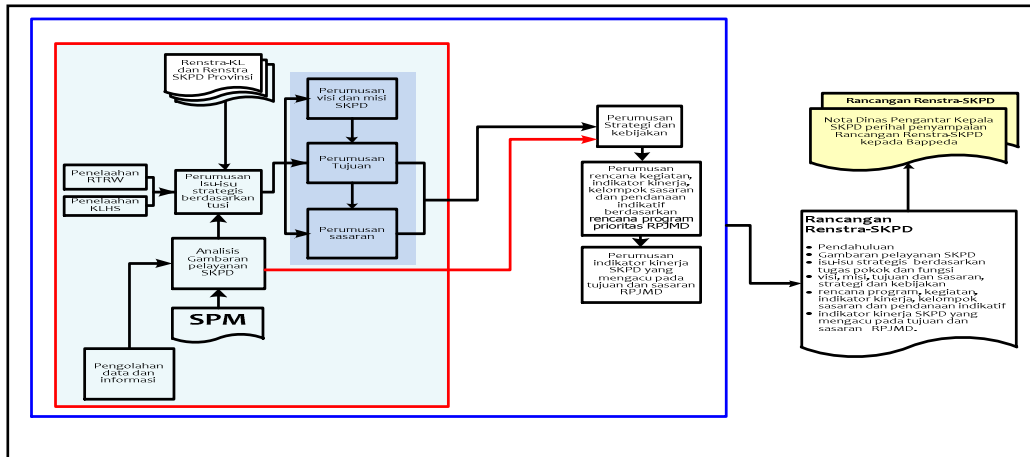 Renstra-KL
dan Renstra
SKPD Provinsi
Perumusan
visi dan misi
SKPD
Perumusan
Tujuan
Perumusan
sasaran
Penelaahan
RTRW
Penelaahan
KLHS
Perumusan
Isu-isu
strategis
berdasarkan
tusi
Analisis
Gambaran
pelayanan
SKPD
SPM
Pengolahan
data dan
informasi
Perumusan
Strategi dan
kebijakan
Perumusan
rencana kegiatan,
indikator kinerja,
kelompok sasaran
dan pendanaan
indikatif
berdasarkan
rencana program
prioritas RPJMD
Perumusan
indikator kinerja
SKPD yang
mengacu pada
tujuan dan sasaran
RPJMD
Rancangan Renstra-SKPD
Nota Dinas Pengantar Kepala
SKPD perihal penyampaian
Rancangan Renstra-SKPD
kepada Bappeda
Rancangan
Renstra-SKPD
• Pendahuluan
• Gambaran pelayanan SKPD
• isu-isu strategis berdasarkan
tugas pokok dan fungsi
• visi, misi, tujuan dan sasaran,
strategi dan kebijakan
• rencana program, kegiatan,
indikator kinerja, kelompok
sasaran dan pendanaan indikatif
• indikator kinerja SKPD yang
mengacu pada tujuan dan
sasaran RPJMD.